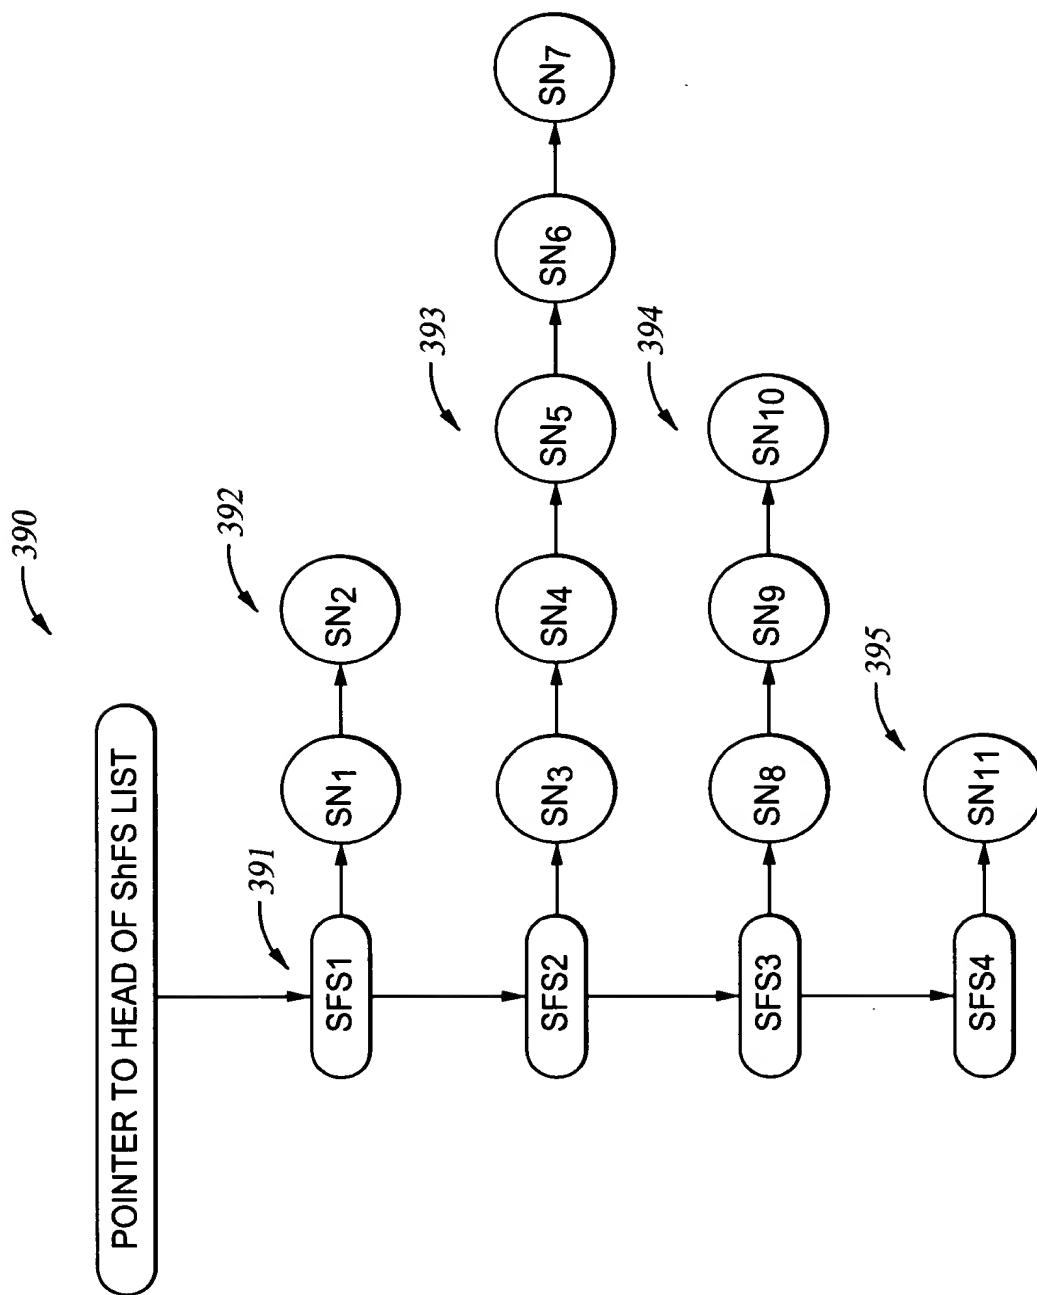 390
POINTER TO HEAD OF ShFS LIST
391
392
SFS1
SN1
SN2
393
SFS2
SN3
SN4
SN5
SN6
SN7
394
SFS3
SN8
SN9
SN10
395
SFS4
SN11